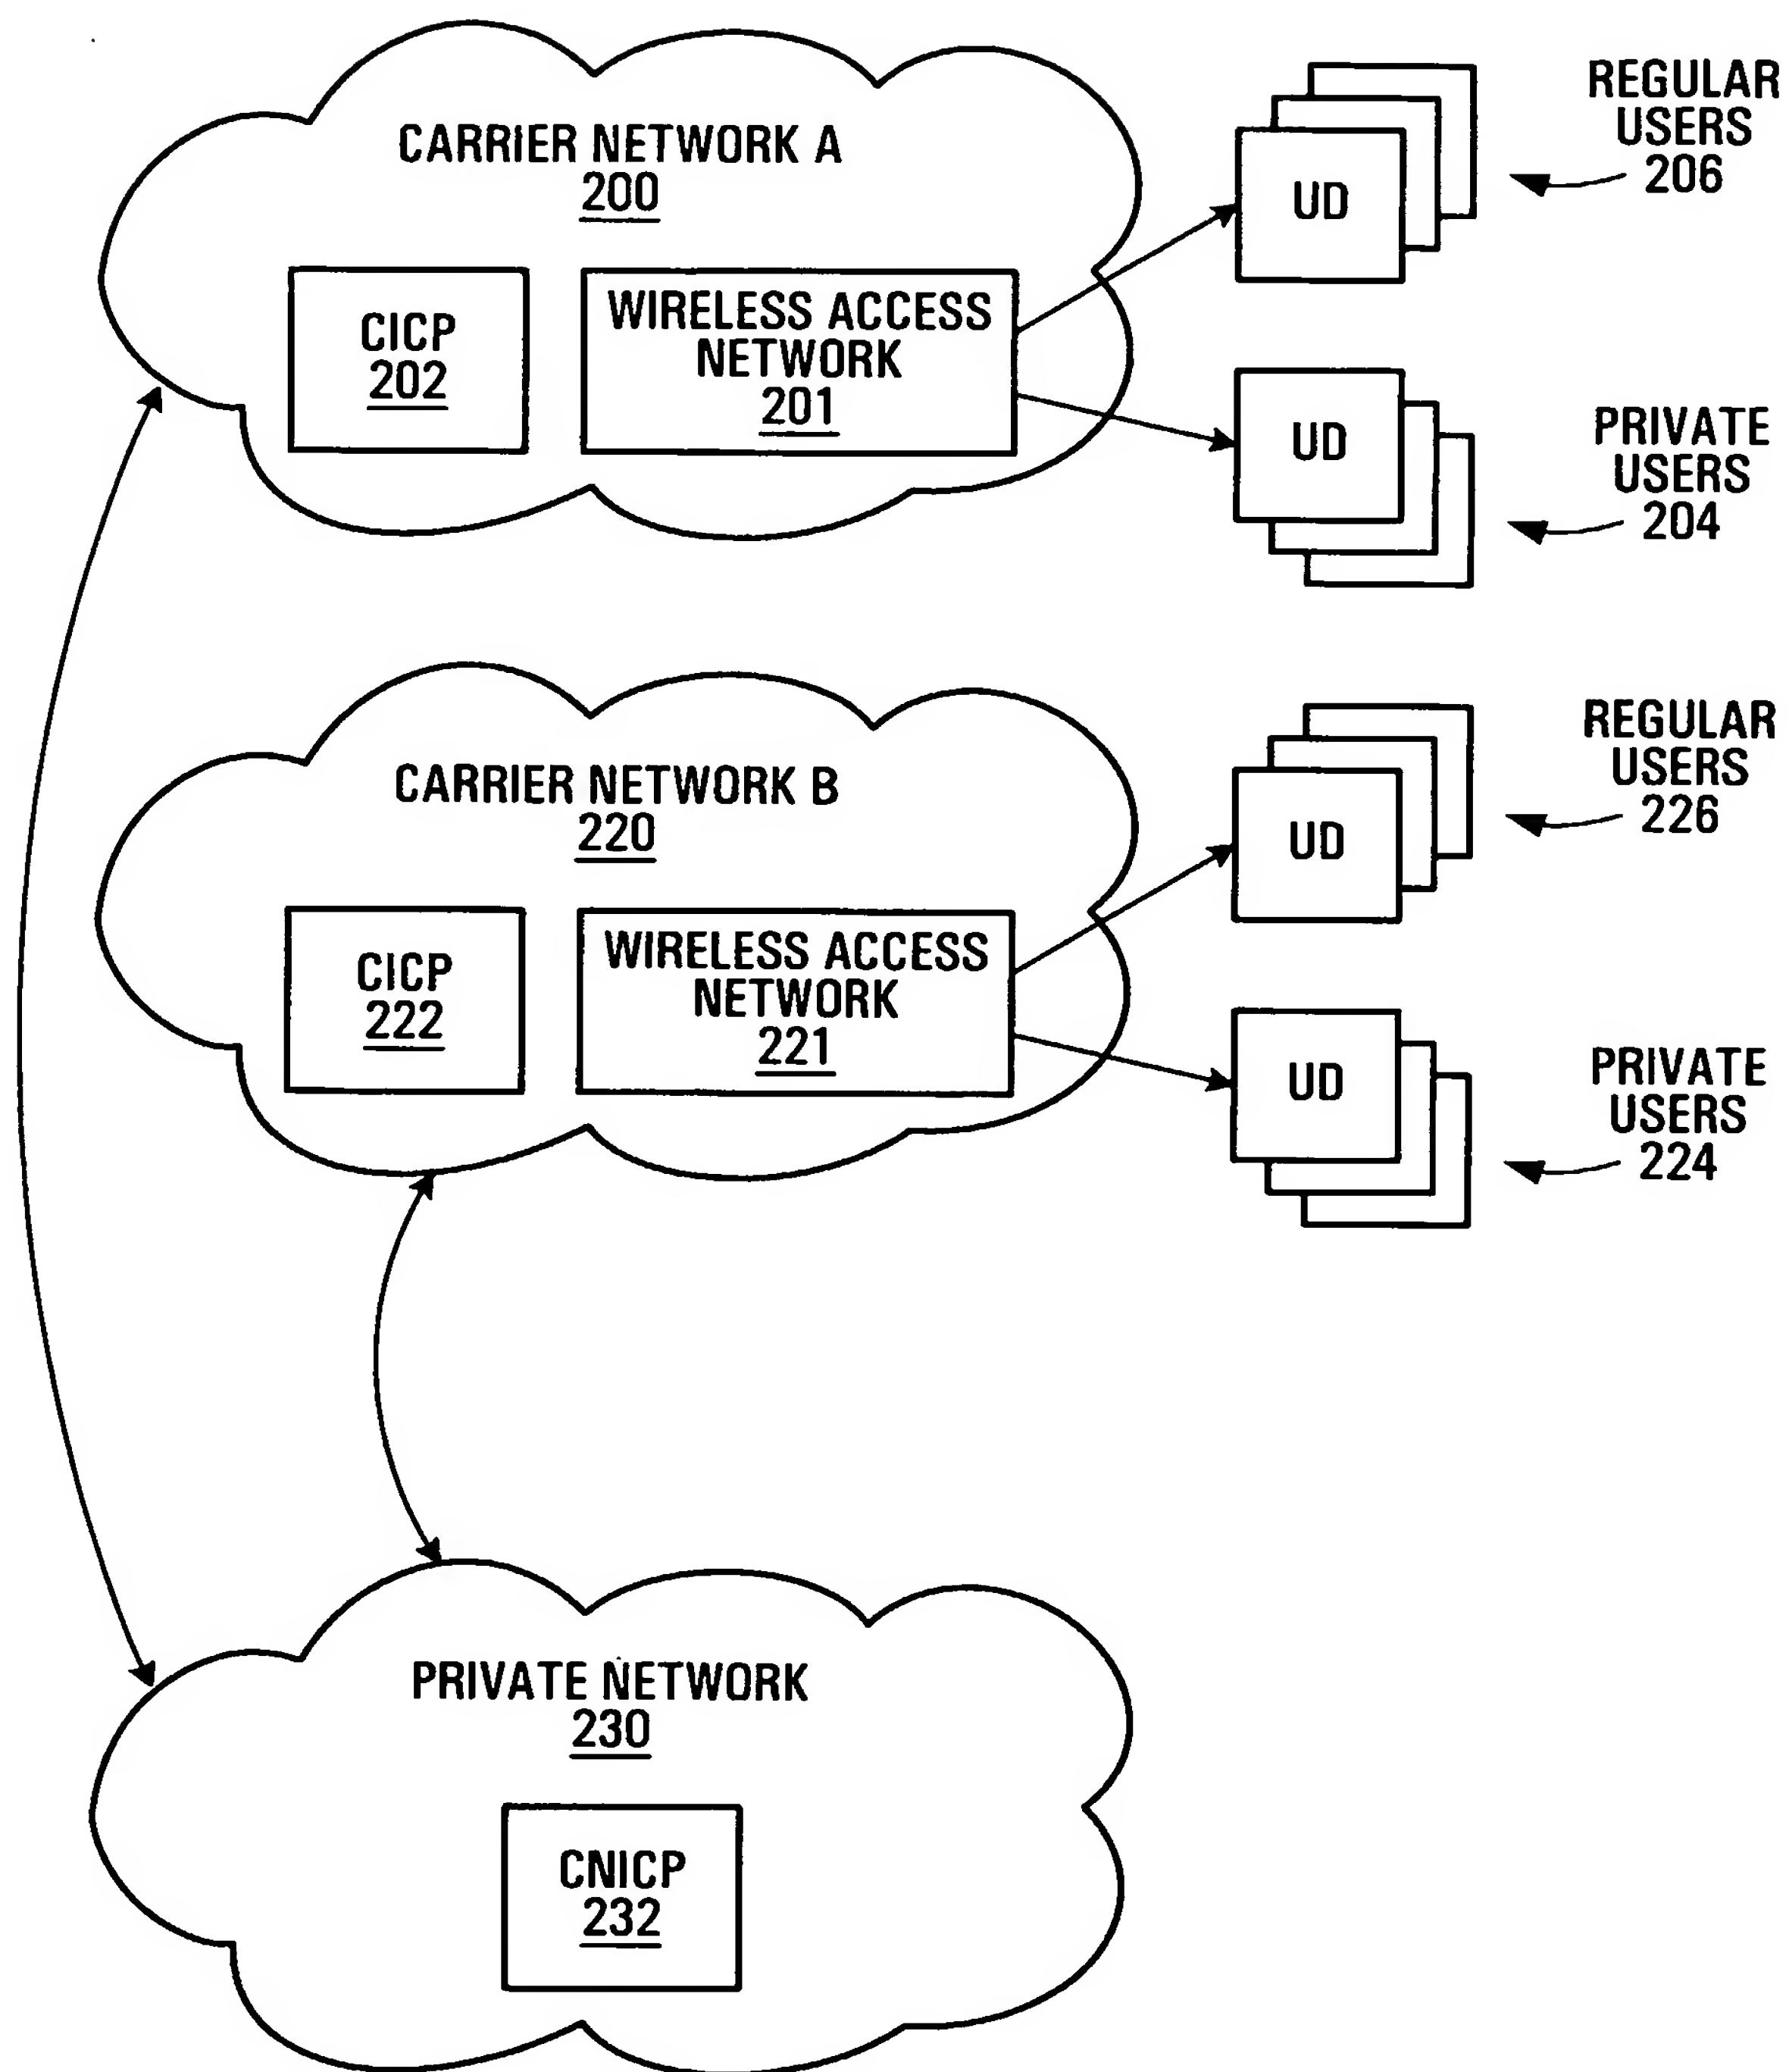 CARRIER NETWORK A
200
CICP
202
WIRELESS ACCESS
NETWORK
201
UD
REGULAR
USERS
206
UD
PRIVATE
USERS
204
CARRIER NETWORK B
220
CICP
222
WIRELESS ACCESS
NETWORK
221
UD
REGULAR
USERS
226
UD
PRIVATE
USERS
224
PRIVATE NETWORK
230
CNICP
232